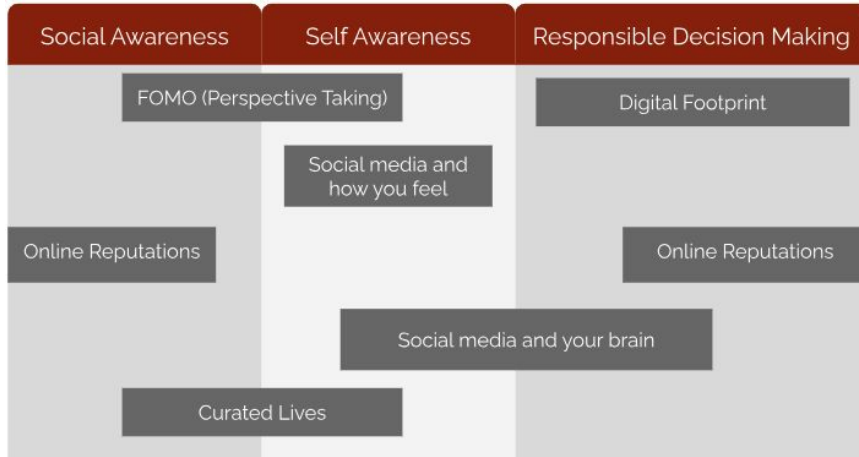 Social Awareness
Self Awareness
Responsible Decision Making
FOMO (Perspective Taking)
Digital Footprint
Social media and
how you feel
Online Reputations
Online Reputations
Social media and your brain
Curated Lives